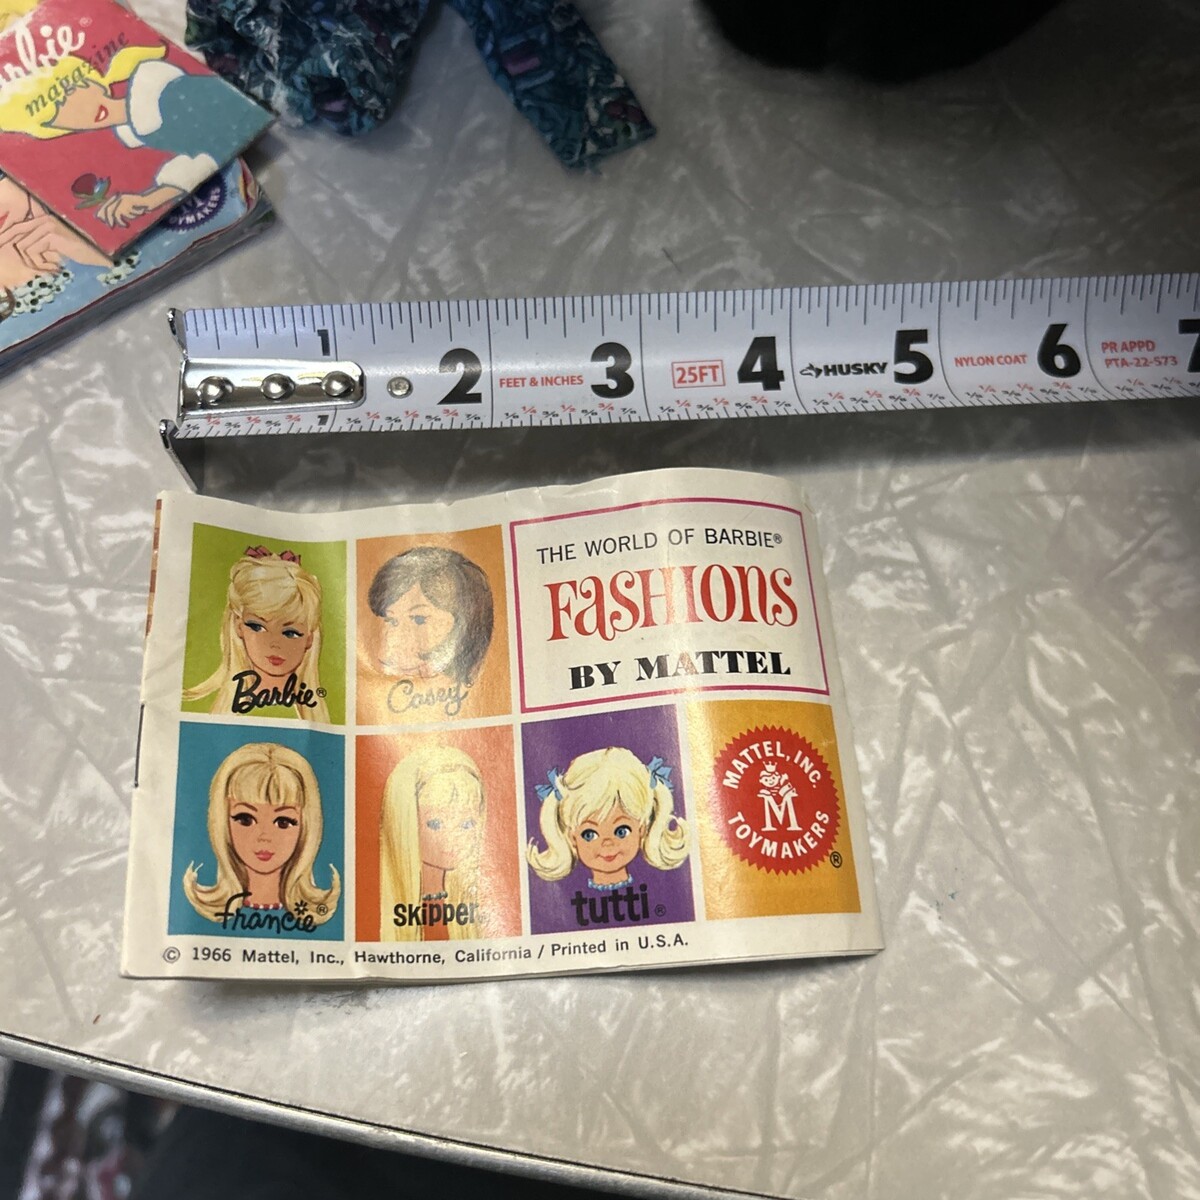 magazine
1 2 3 4 5 6 7
FEET & INCHES
25FT
HUSKY
NYLON COAT
PR APPD
PTA-22-573
1
THE WORLD OF BARBIE®
FASHIONS
BY MATTEL
Barbie®
Casey
Francie®
Skipper
tutti®
MATTEL, INC.
M
TOYMAKERS
®
© 1966 Mattel, Inc., Hawthorne, California / Printed in U.S.A.